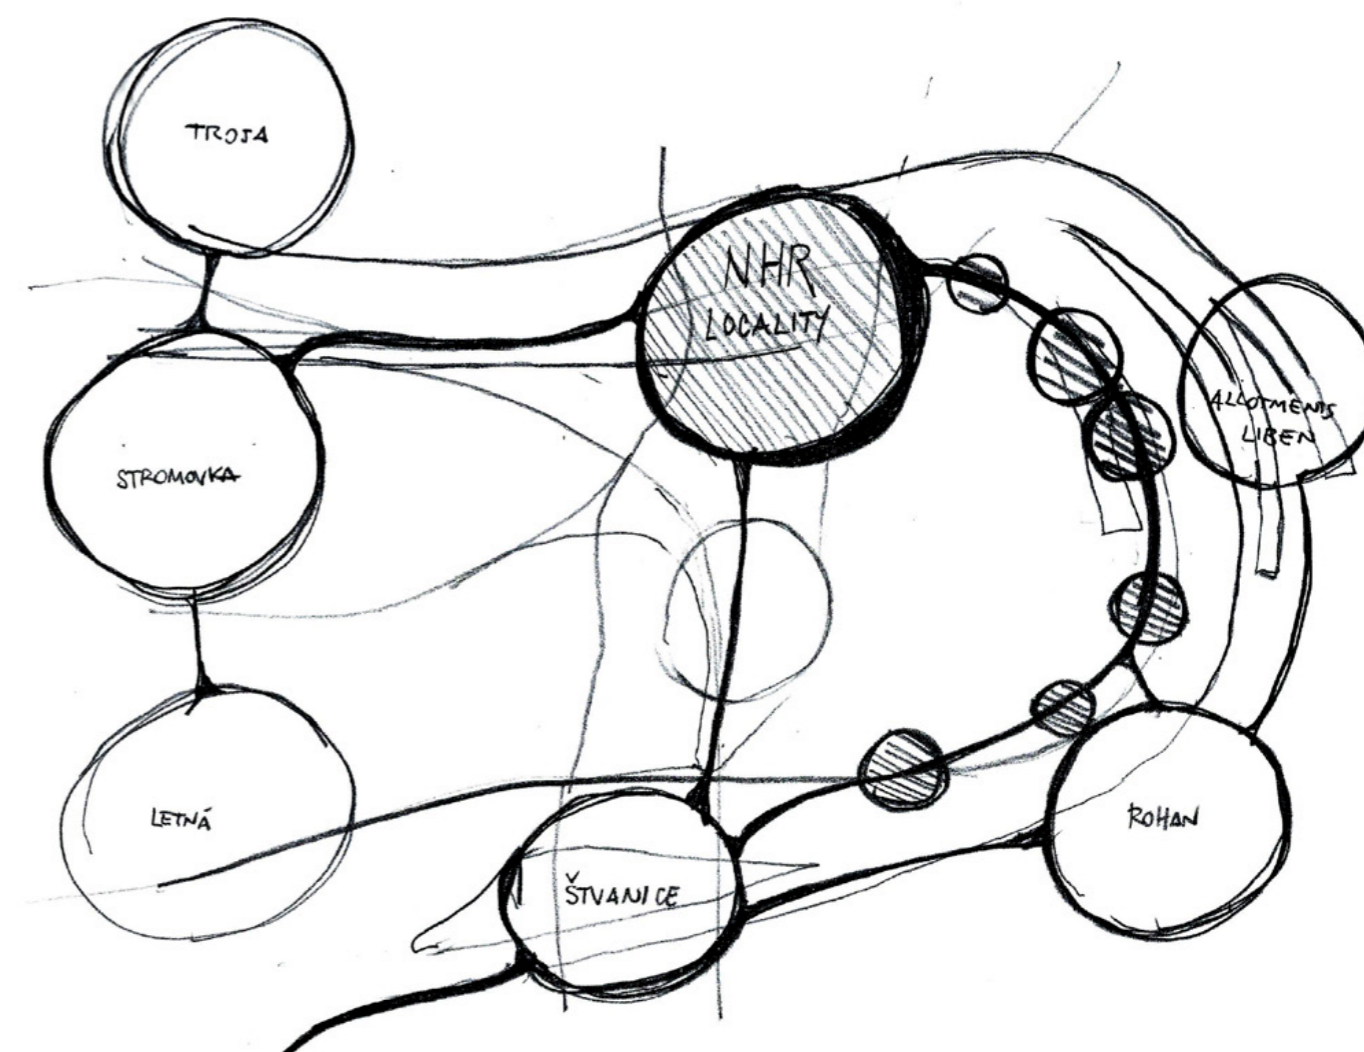 TROJA
NHR
LOCALITY
ALLOTMENTS
LIBEN
STROMOVKA
LETNÁ
ŠTVANICE
ROHAN